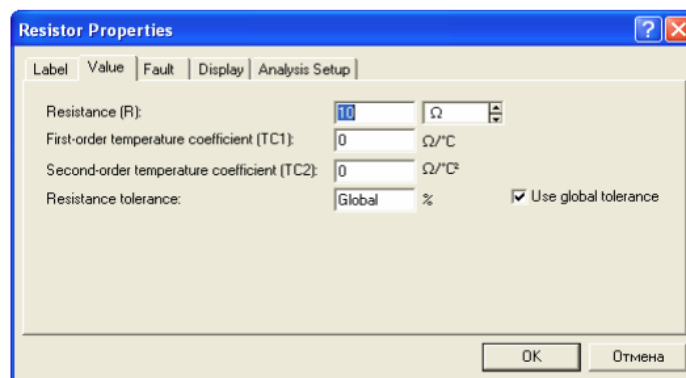 Resistor Properties
Label Value Fault Display Analysis Setup
Resistance (R): 10 Ω
First-order temperature coefficient (TC1): 0 Ω/°C
Second-order temperature coefficient (TC2): 0 Ω/°C²
Resistance tolerance: Global % Use global tolerance
OK Отмена